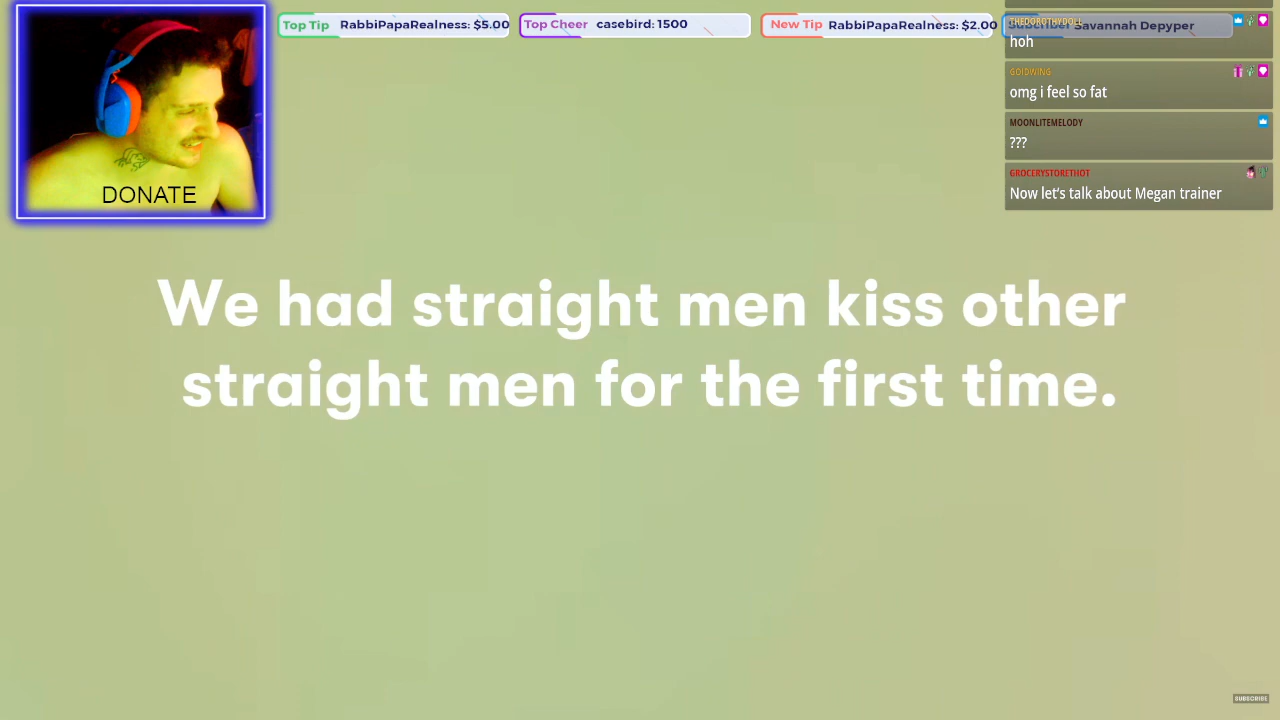 Top Tip RabbiPapaRealness: $5.00
Top Cheer casebird: 1500
New Tip RabbiPapaRealness: $2.00
Savannah Depyper
THEDOROTHYDOLL
hoh
GOIDWING
omg i feel so fat
MOONLITEMELODY
???
GROCERYSTORETHOT
Now let's talk about Megan trainer
DONATE
We had straight men kiss other
straight men for the first time.
SUBSCRIBE